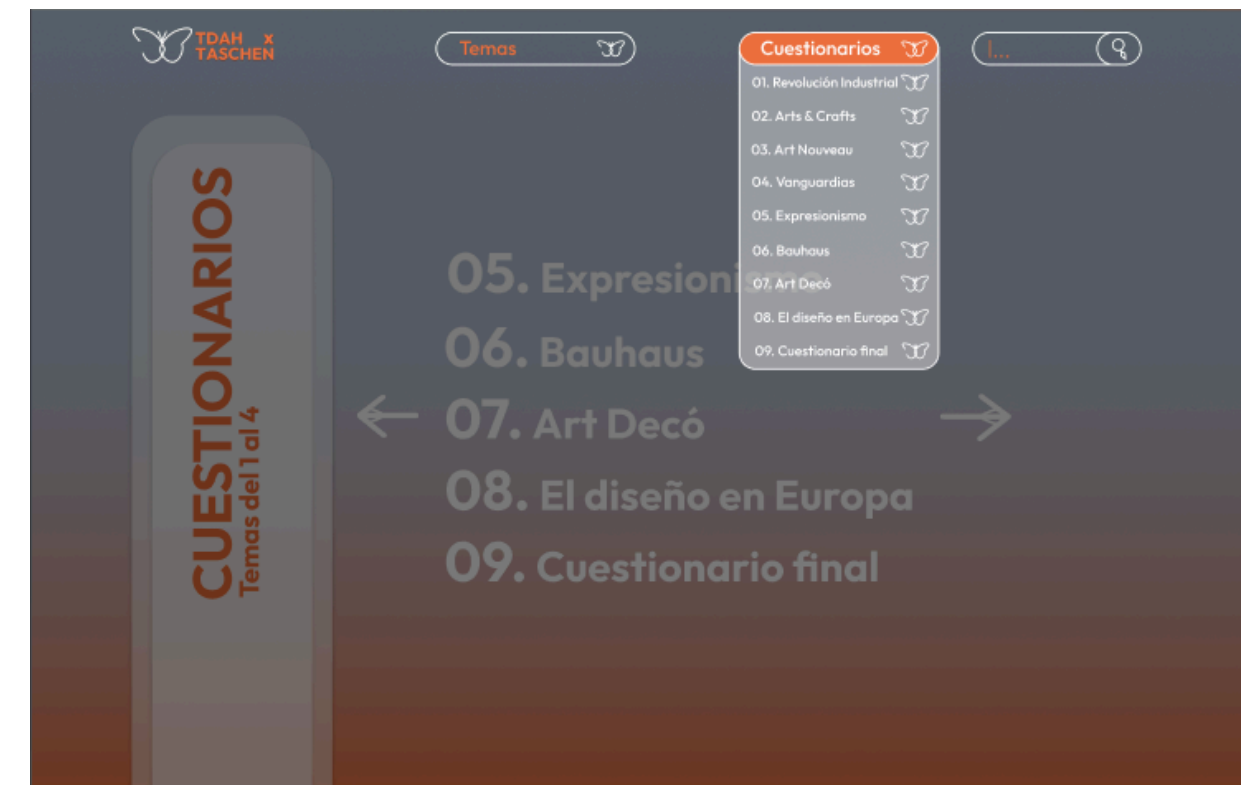 TDAH x
TASCHEN
Temas
Cuestionarios
|...
01. Revolución Industrial
02. Arts & Crafts
03. Art Nouveau
04. Vanguardias
05. Expresionismo
06. Bauhaus
07. Art Decó
08. El diseño en Europa
09. Cuestionario final
CUESTIONARIOS
Temas del 1 al 4
05. Expresionismo
06. Bauhaus
07. Art Decó
08. El diseño en Europa
09. Cuestionario final